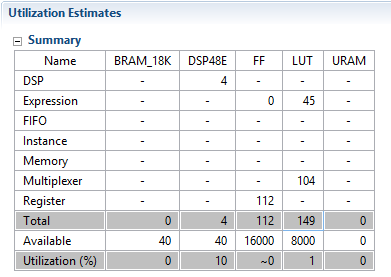 Utilization Estimates
Summary
Name BRAM_18K DSP48E FF LUT URAM
DSP - 4 - - -
Expression - - 0 45 -
FIFO - - - - -
Instance - - - - -
Memory - - - - -
Multiplexer - - - 104 -
Register - - 112 - -
Total 0 4 112 149 0
Available 40 40 16000 8000 0
Utilization (%) 0 10 ~0 1 0